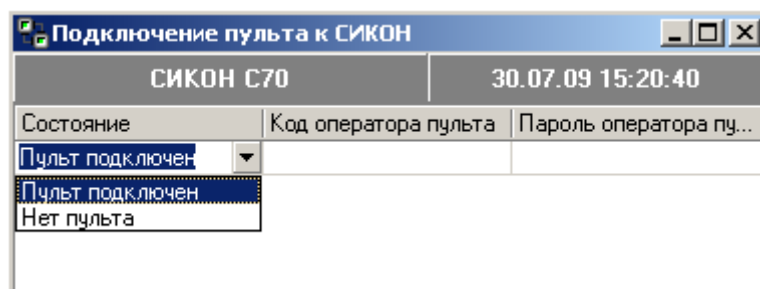 Подключение пульта к СИКОН
СИКОН С70 30.07.09 15:20:40
Состояние Код оператора пульта Пароль оператора пу...
Пульт подключен
Пульт подключен
Нет пульта